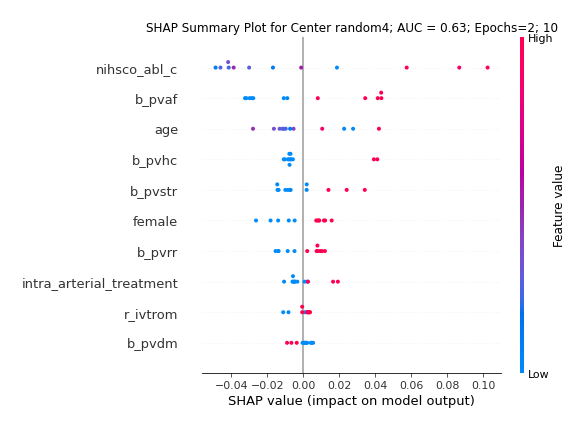 SHAP Summary Plot for Center random4; AUC = 0.63; Epochs=2; 10
High
nihsco_abl_c
b_pvaf
age
b_pvhc
b_pvstr
female
b_pvrr
intra_arterial_treatment
r_ivtrom
b_pvdm
Feature value
Low
−0.04 −0.02 0.00 0.02 0.04 0.06 0.08 0.10
SHAP value (impact on model output)